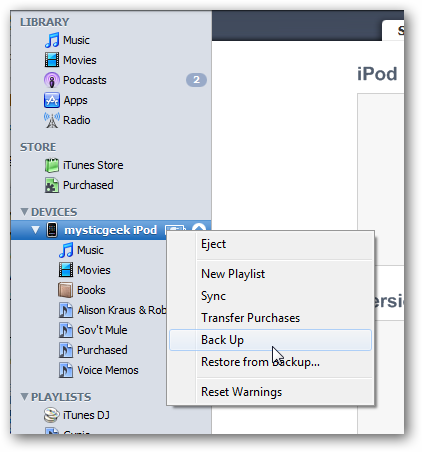 LIBRARY
Music
Movies
Podcasts 2
Apps
Radio
STORE
iTunes Store
Purchased
DEVICES
mysticgeek iPod
Music
Movies
Books
Alison Kraus & Rob
Gov't Mule
Purchased
Voice Memos
PLAYLISTS
iTunes DJ
Eject
New Playlist
Sync
Transfer Purchases
Back Up
Restore from Backup...
Reset Warnings
S
iPod
ersio